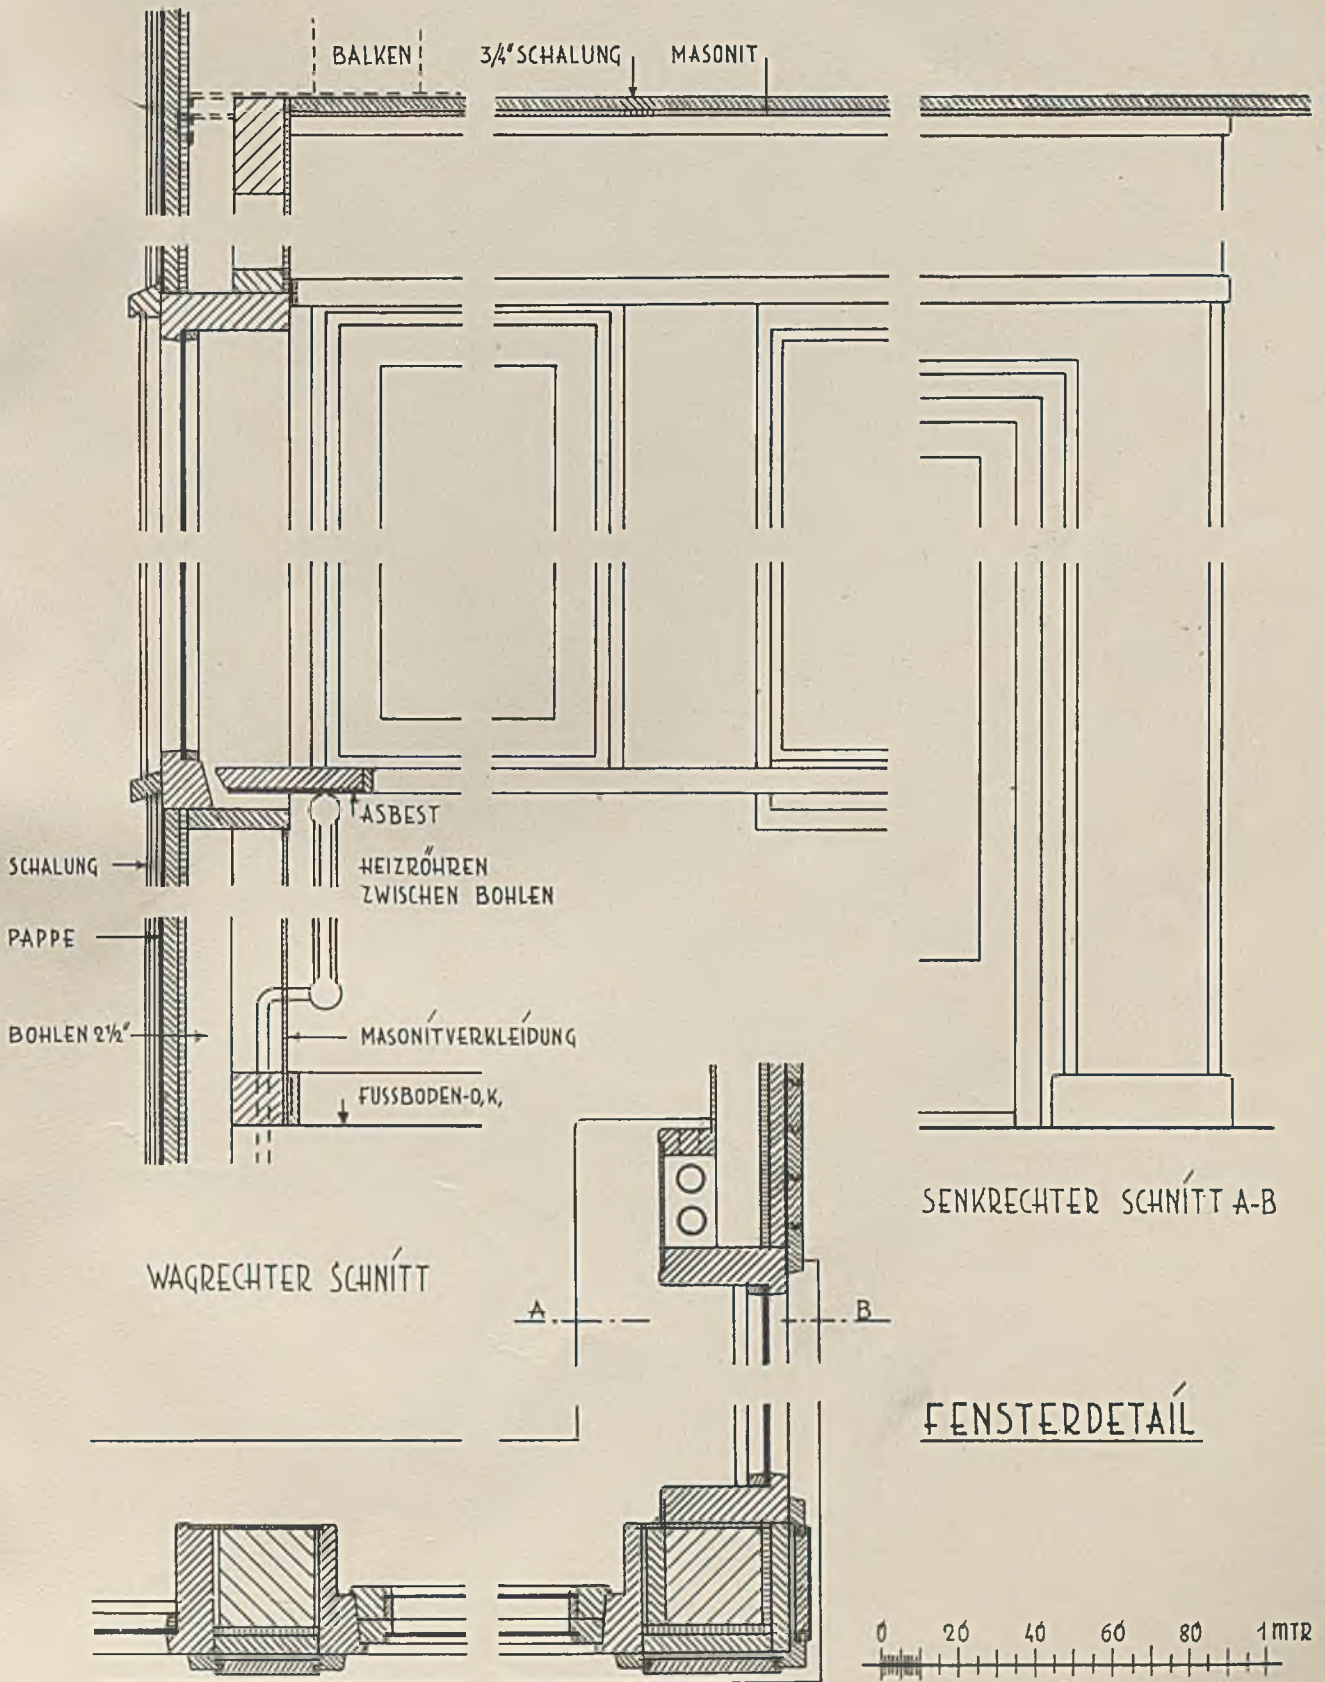 BALKEN
3/4" SCHALUNG
MASONIT
ASBEST
SCHALUNG
HEIZRÖHREN
ZWISCHEN BOHLEN
PAPPE
BOHLEN 2½"
MASONITVERKLEIDUNG
FUSSBODEN-O,K,
SENKRECHTER SCHNITT A-B
WAGRECHTER SCHNITT
A
B
FENSTERDETAIL
0 20 40 60 80 1 MTR